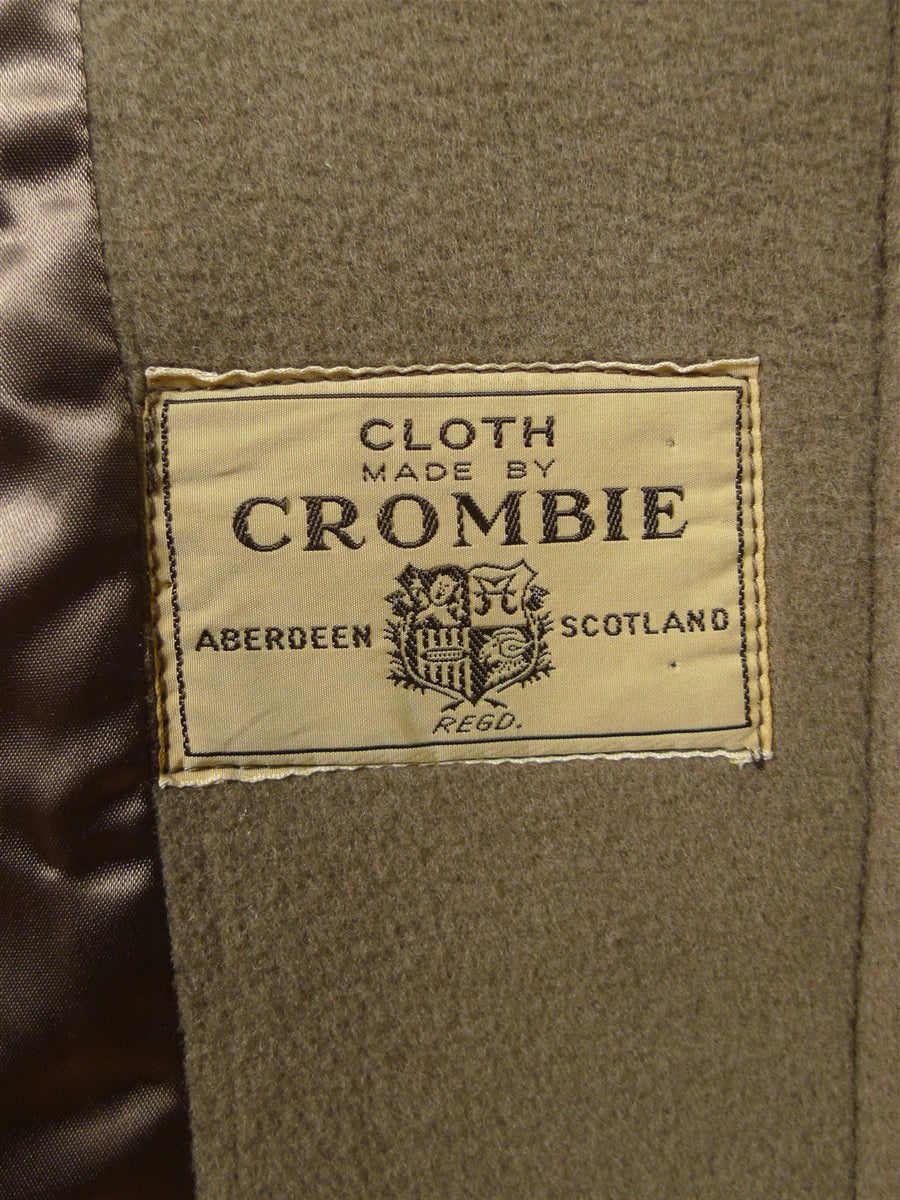 CLOTH
MADE BY
CROMBIE
ABERDEEN SCOTLAND
REGD.